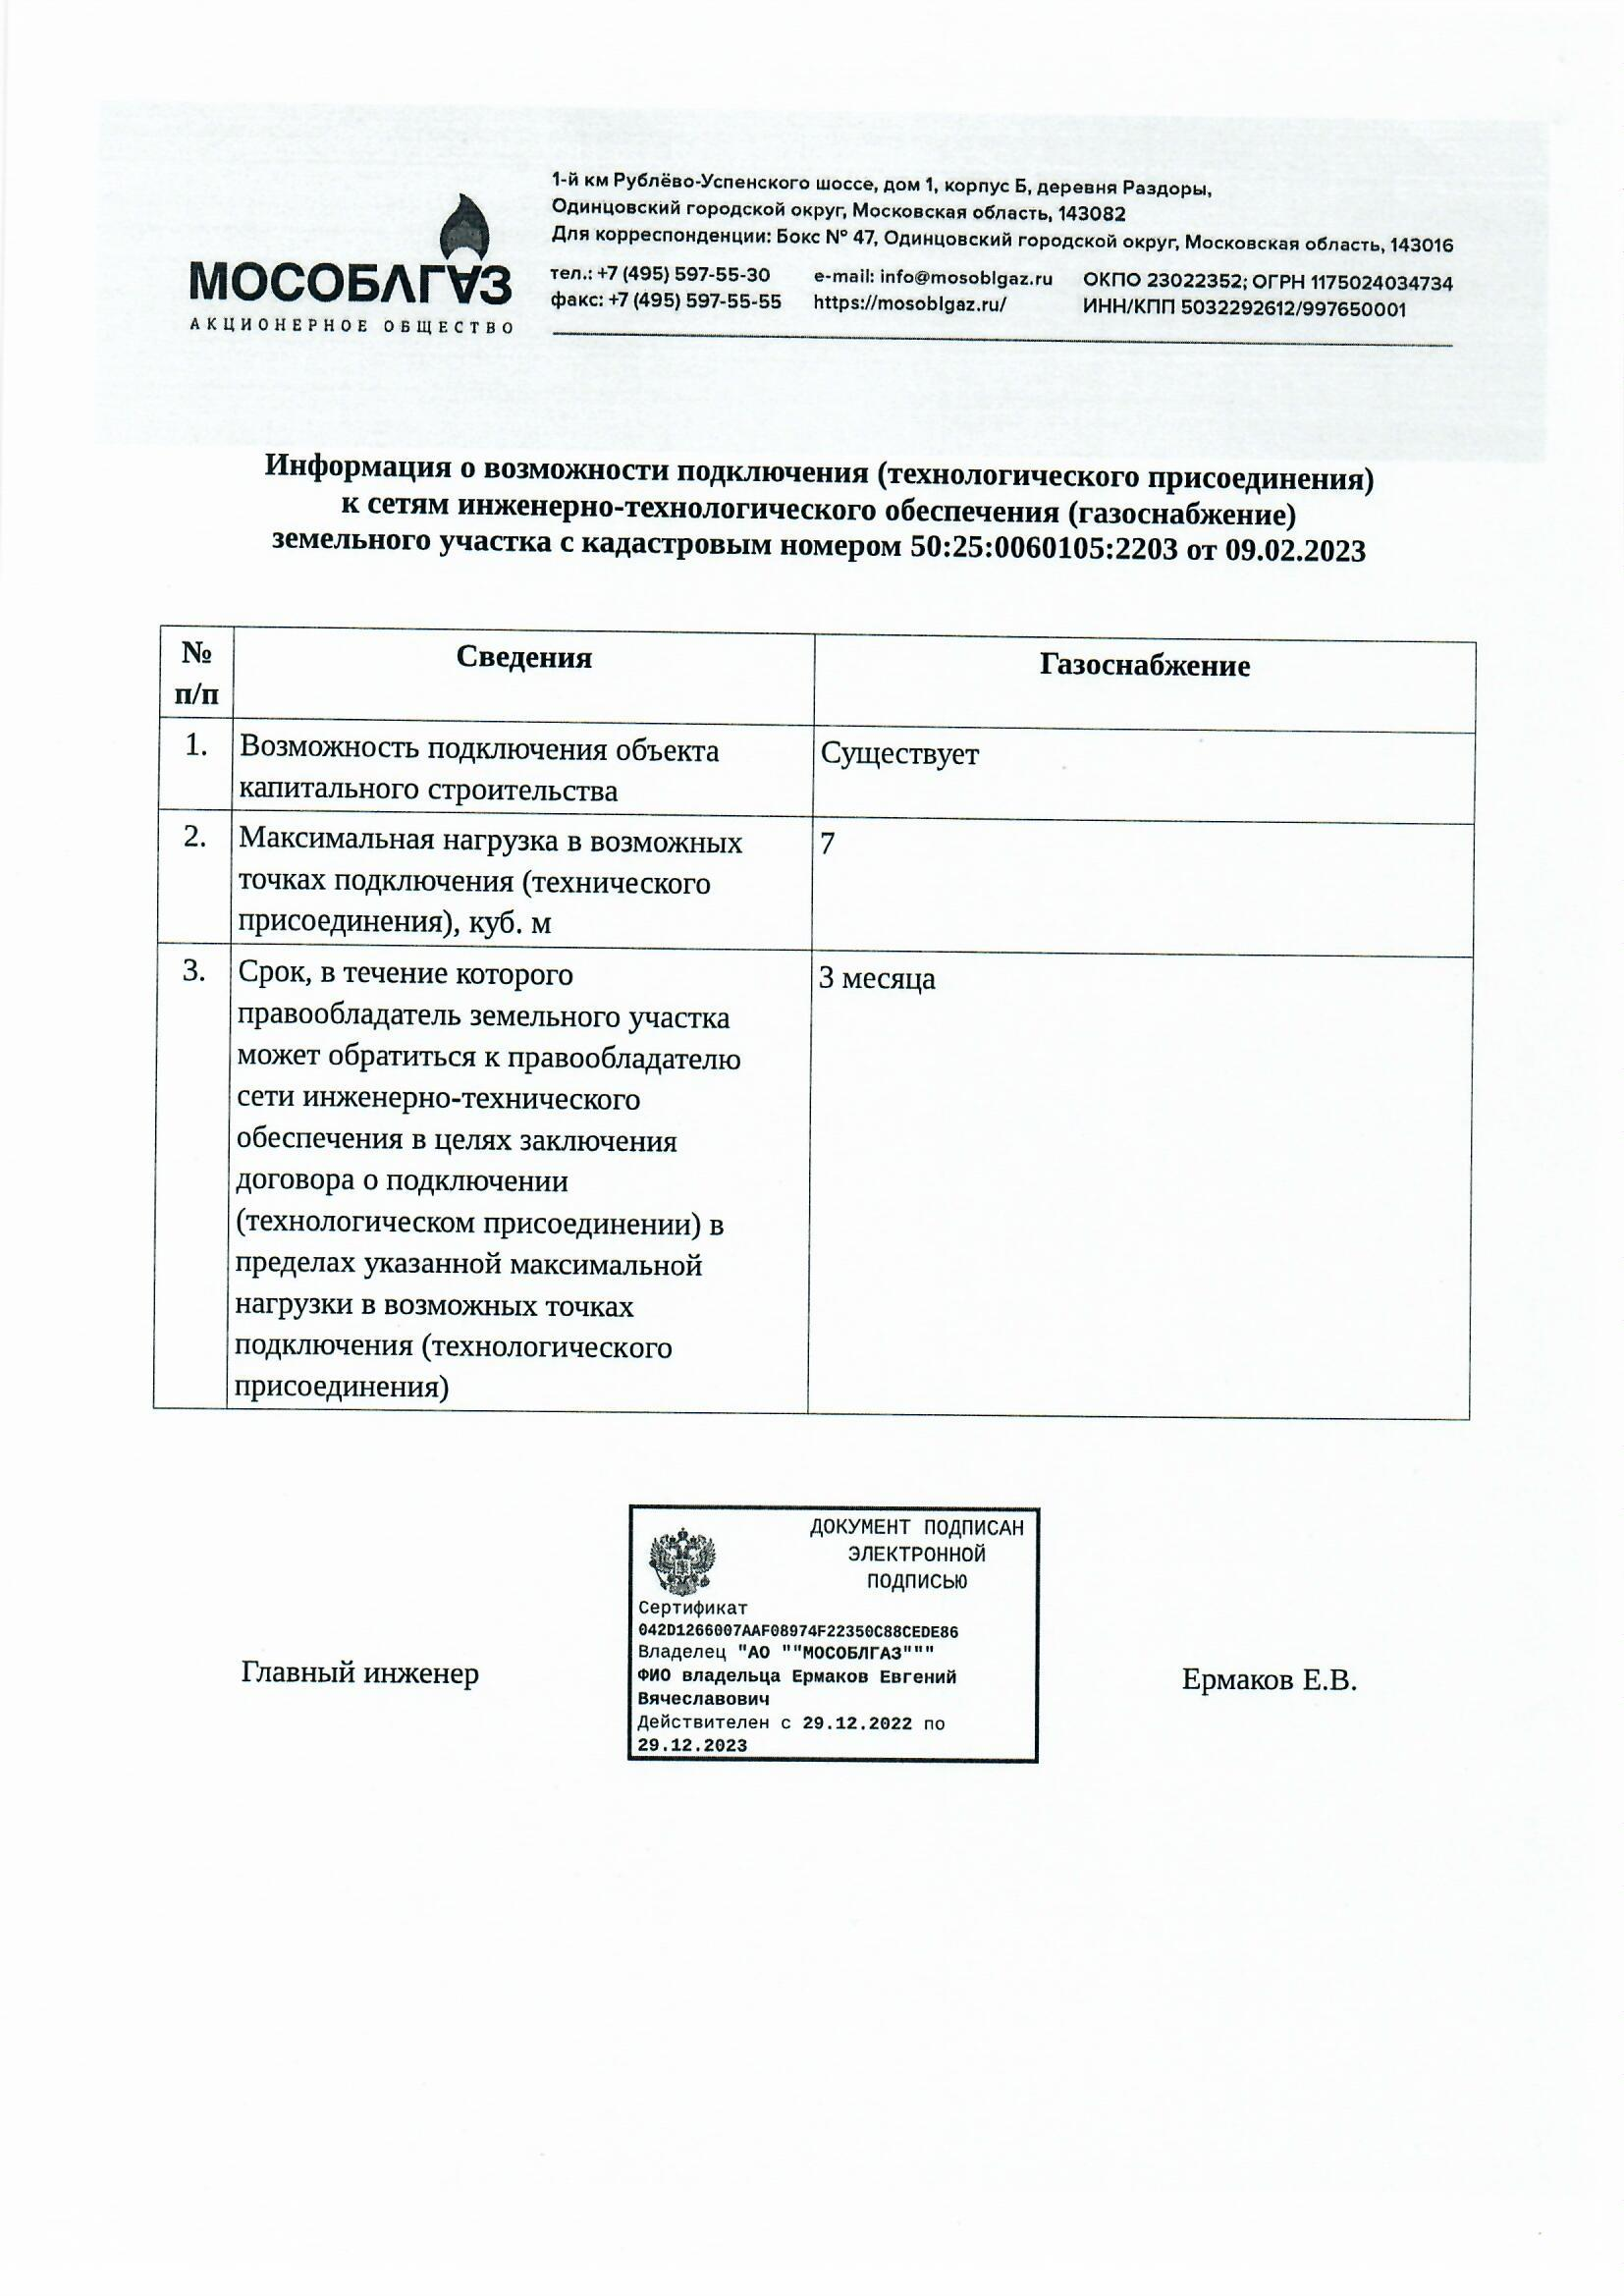 МОСОБЛГАЗ
АКЦИОНЕРНОЕ ОБЩЕСТВО
1-й км Рублёво-Успенского шоссе, дом 1, корпус Б, деревня Раздоры,
Одинцовский городской округ, Московская область, 143082
Для корреспонденции: Бокс № 47, Одинцовский городской округ, Московская область, 143016
тел.: +7 (495) 597-55-30 e-mail: info@mosoblgaz.ru ОКПО 23022352; ОГРН 1175024034734
факс: +7 (495) 597-55-55 https://mosoblgaz.ru/ ИНН/КПП 5032292612/997650001
Информация о возможности подключения (технологического присоединения)
к сетям инженерно-технологического обеспечения (газоснабжение)
земельного участка с кадастровым номером 50:25:0060105:2203 от 09.02.2023
№
п/п
Сведения
Газоснабжение
1.
Возможность подключения объекта
капитального строительства
Существует
2.
Максимальная нагрузка в возможных
точках подключения (технического
присоединения), куб. м
7
3.
Срок, в течение которого
правообладатель земельного участка
может обратиться к правообладателю
сети инженерно-технического
обеспечения в целях заключения
договора о подключении
(технологическом присоединении) в
пределах указанной максимальной
нагрузки в возможных точках
подключения (технологического
присоединения)
3 месяца
Главный инженер
ДОКУМЕНТ ПОДПИСАН
ЭЛЕКТРОННОЙ
ПОДПИСЬЮ
Сертификат
042D1266007AAF08974F22350C88CEDE86
Владелец "АО ""МОСОБЛГАЗ"""
ФИО владельца Ермаков Евгений
Вячеславович
Действителен с 29.12.2022 по
29.12.2023
Ермаков Е.В.